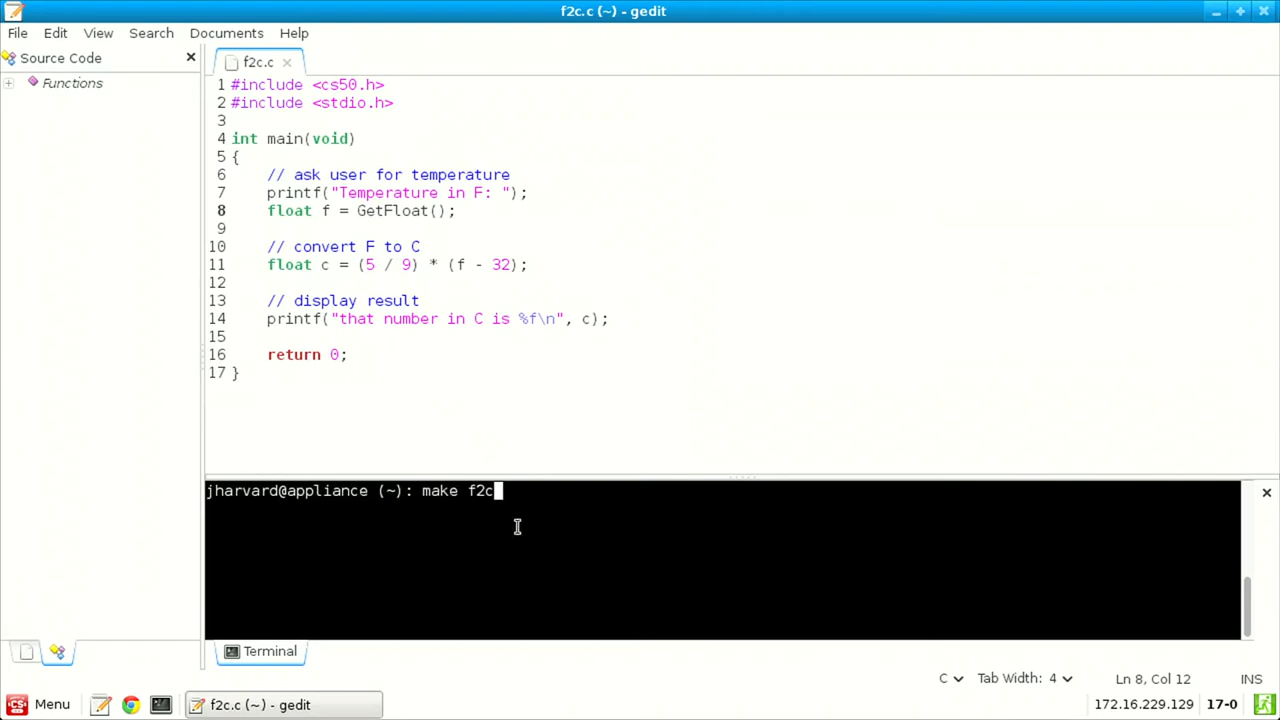 f2c.c (~) - gedit
File Edit View Search Documents Help
Source Code
f2c.c
Functions
1 #include <cs50.h>
2 #include <stdio.h>
3
4 int main(void)
5 {
6     // ask user for temperature
7     printf("Temperature in F: ");
8     float f = GetFloat();
9
10     // convert F to C
11     float c = (5 / 9) * (f - 32);
12
13     // display result
14     printf("that number in C is %f\n", c);
15
16     return 0;
17 }
jharvard@appliance (~): make f2c
Terminal
C Tab Width: 4 Ln 8, Col 12 INS
CS Menu f2c.c (~) - gedit 172.16.229.129 17-0